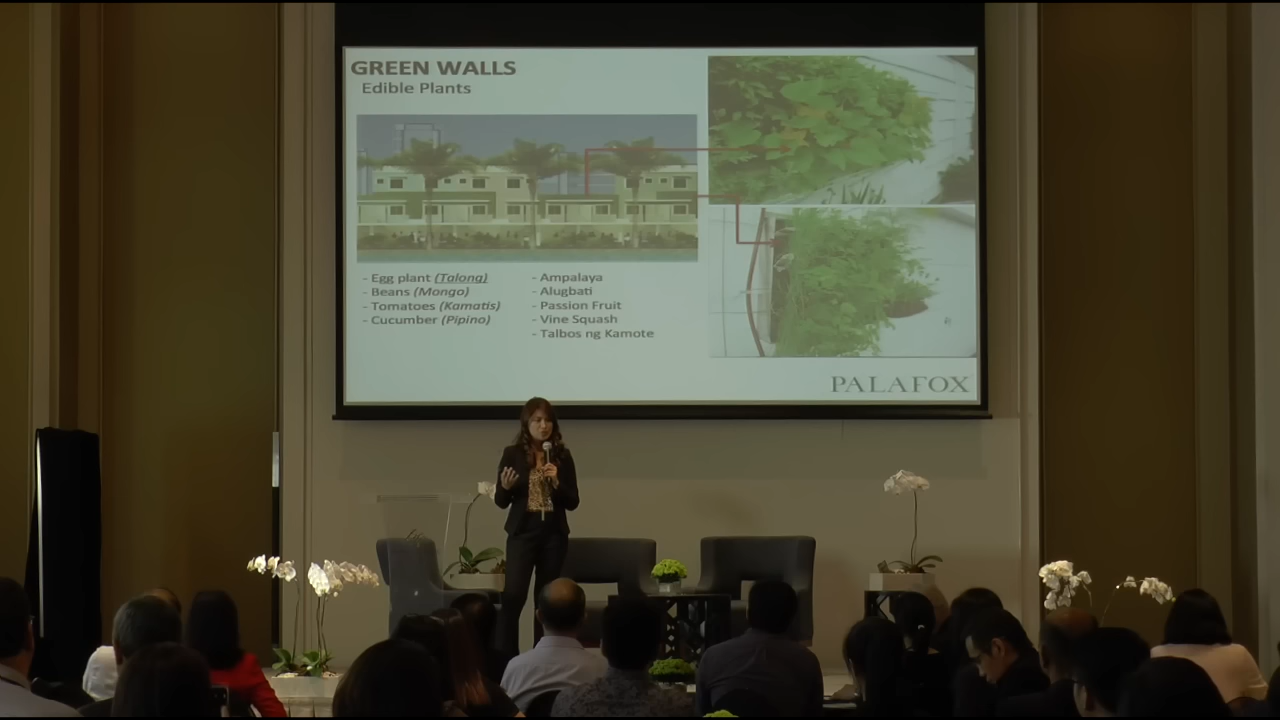 GREEN WALLS
Edible Plants
- Egg plant (Talong)
- Beans (Mongo)
- Tomatoes (Kamatis)
- Cucumber (Pipino)
- Ampalaya
- Alugbati
- Passion Fruit
- Vine Squash
- Talbos ng Kamote
PALAFOX